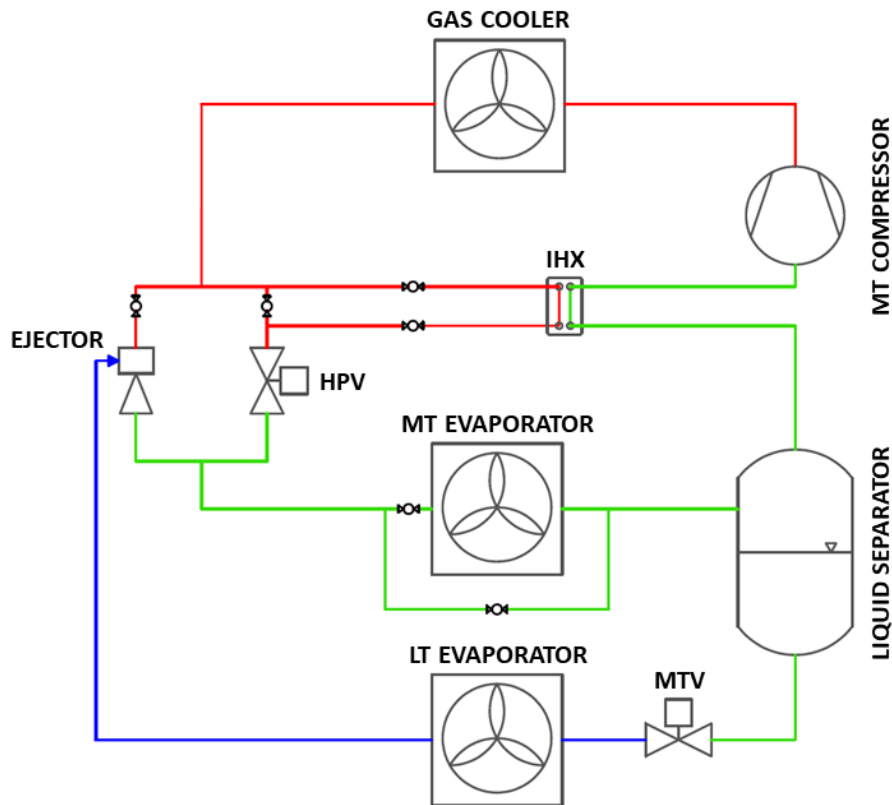 GAS COOLER
MT COMPRESSOR
IHX
EJECTOR
HPV
MT EVAPORATOR
LIQUID SEPARATOR
LT EVAPORATOR
MTV